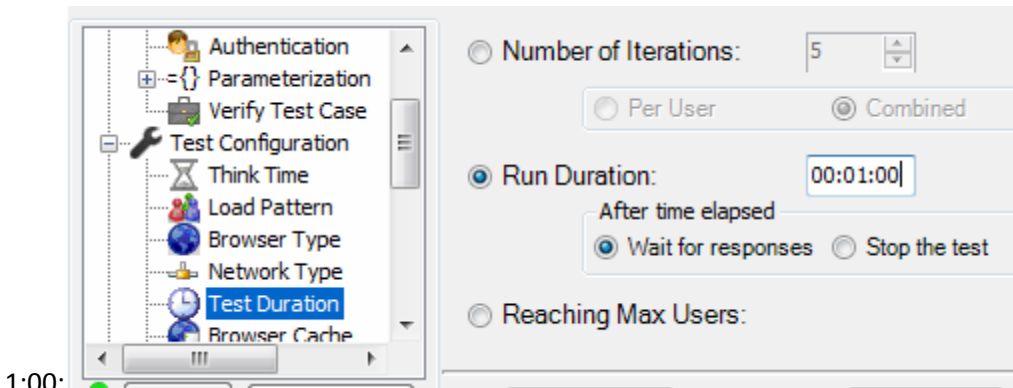 Authentication
={} Parameterization
Verify Test Case
Test Configuration
Think Time
Load Pattern
Browser Type
Network Type
Test Duration
Browser Cache
Number of Iterations: 5
Per User Combined
Run Duration: 00:01:00
After time elapsed
Wait for responses Stop the test
Reaching Max Users:
1:00: